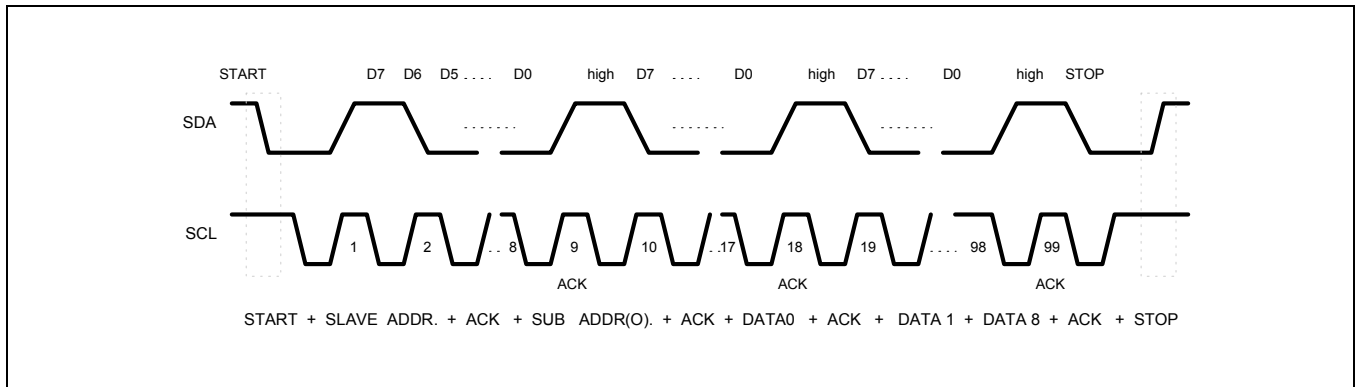 START D7 D6 D5 .... D0 high D7 .... D0 high D7 .... D0 high STOP
SDA ....... ....... .......
SCL 1 2 .. 8 9 10 ..17 18 19 .... 98 99
ACK ACK ACK
START + SLAVE ADDR. + ACK + SUB ADDR(O). + ACK + DATA0 + ACK + DATA 1 + DATA 8 + ACK + STOP